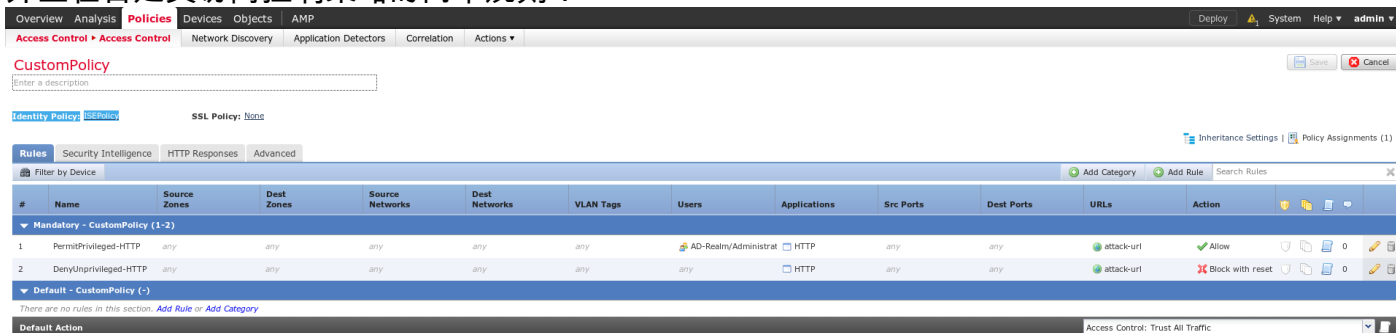 Overview Analysis Policies Devices Objects AMP Deploy 1 System Help admin
Access Control ▸ Access Control Network Discovery Application Detectors Correlation Actions
CustomPolicy Save Cancel
Enter a description
Identity Policy: ISEPolicy SSL Policy: None
Inheritance Settings | Policy Assignments (1)
Rules Security Intelligence HTTP Responses Advanced
Filter by Device Add Category Add Rule Search Rules
# Name Source Zones Dest Zones Source Networks Dest Networks VLAN Tags Users Applications Src Ports Dest Ports URLs Action
Mandatory - CustomPolicy (1-2)
1 PermitPrivileged-HTTP any any any any any AD-Realm/Administrat HTTP any any attack-url Allow 0
2 DenyUnprivileged-HTTP any any any any any any HTTP any any attack-url Block with reset 0
Default - CustomPolicy (-)
There are no rules in this section. Add Rule or Add Category
Default Action Access Control: Trust All Traffic